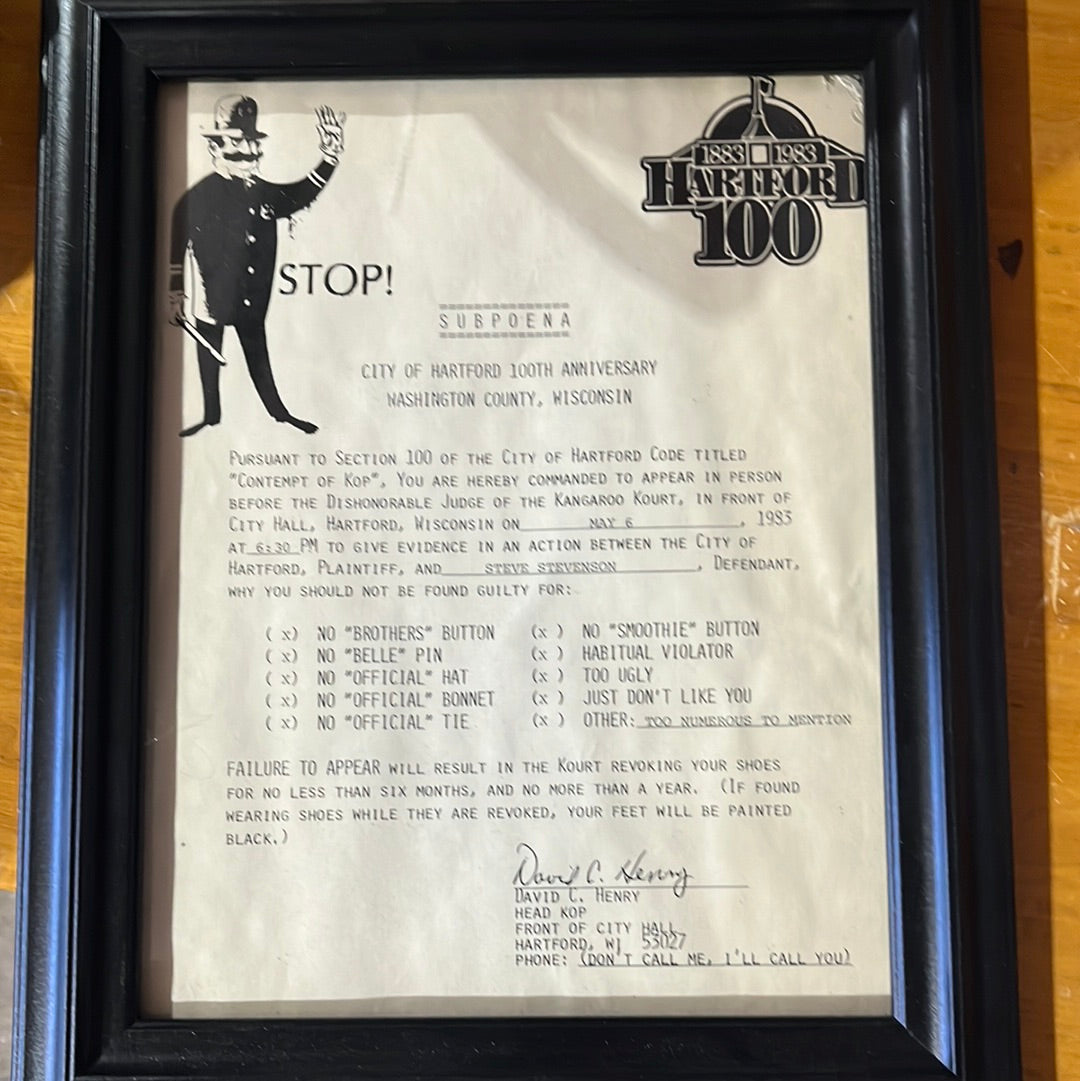 1883 1983
HARTFORD
100
STOP!
SUBPOENA
CITY OF HARTFORD 100TH ANNIVERSARY
WASHINGTON COUNTY, WISCONSIN
PURSUANT TO SECTION 100 OF THE CITY OF HARTFORD CODE TITLED
"CONTEMPT OF KOP", YOU ARE HEREBY COMMANDED TO APPEAR IN PERSON
BEFORE THE DISHONORABLE JUDGE OF THE KANGAROO KOURT, IN FRONT OF
CITY HALL, HARTFORD, WISCONSIN ON MAY 6, 1983
AT 6:30 PM TO GIVE EVIDENCE IN AN ACTION BETWEEN THE CITY OF
HARTFORD, PLAINTIFF, AND STEVE STEVENSON, DEFENDANT,
WHY YOU SHOULD NOT BE FOUND GUILTY FOR:
( x) NO "BROTHERS" BUTTON (x ) NO "SMOOTHIE" BUTTON
( x) NO "BELLE" PIN (x ) HABITUAL VIOLATOR
( x) NO "OFFICIAL" HAT (x ) TOO UGLY
( x) NO "OFFICIAL" BONNET (x ) JUST DON'T LIKE YOU
( x) NO "OFFICIAL" TIE (x ) OTHER: TOO NUMEROUS TO MENTION
FAILURE TO APPEAR WILL RESULT IN THE KOURT REVOKING YOUR SHOES
FOR NO LESS THAN SIX MONTHS, AND NO MORE THAN A YEAR. (IF FOUND
WEARING SHOES WHILE THEY ARE REVOKED, YOUR FEET WILL BE PAINTED
BLACK.)
David C. Henry
DAVID C. HENRY
HEAD KOP
FRONT OF CITY HALL
HARTFORD, WI 53027
PHONE: (DON'T CALL ME, I'LL CALL YOU)